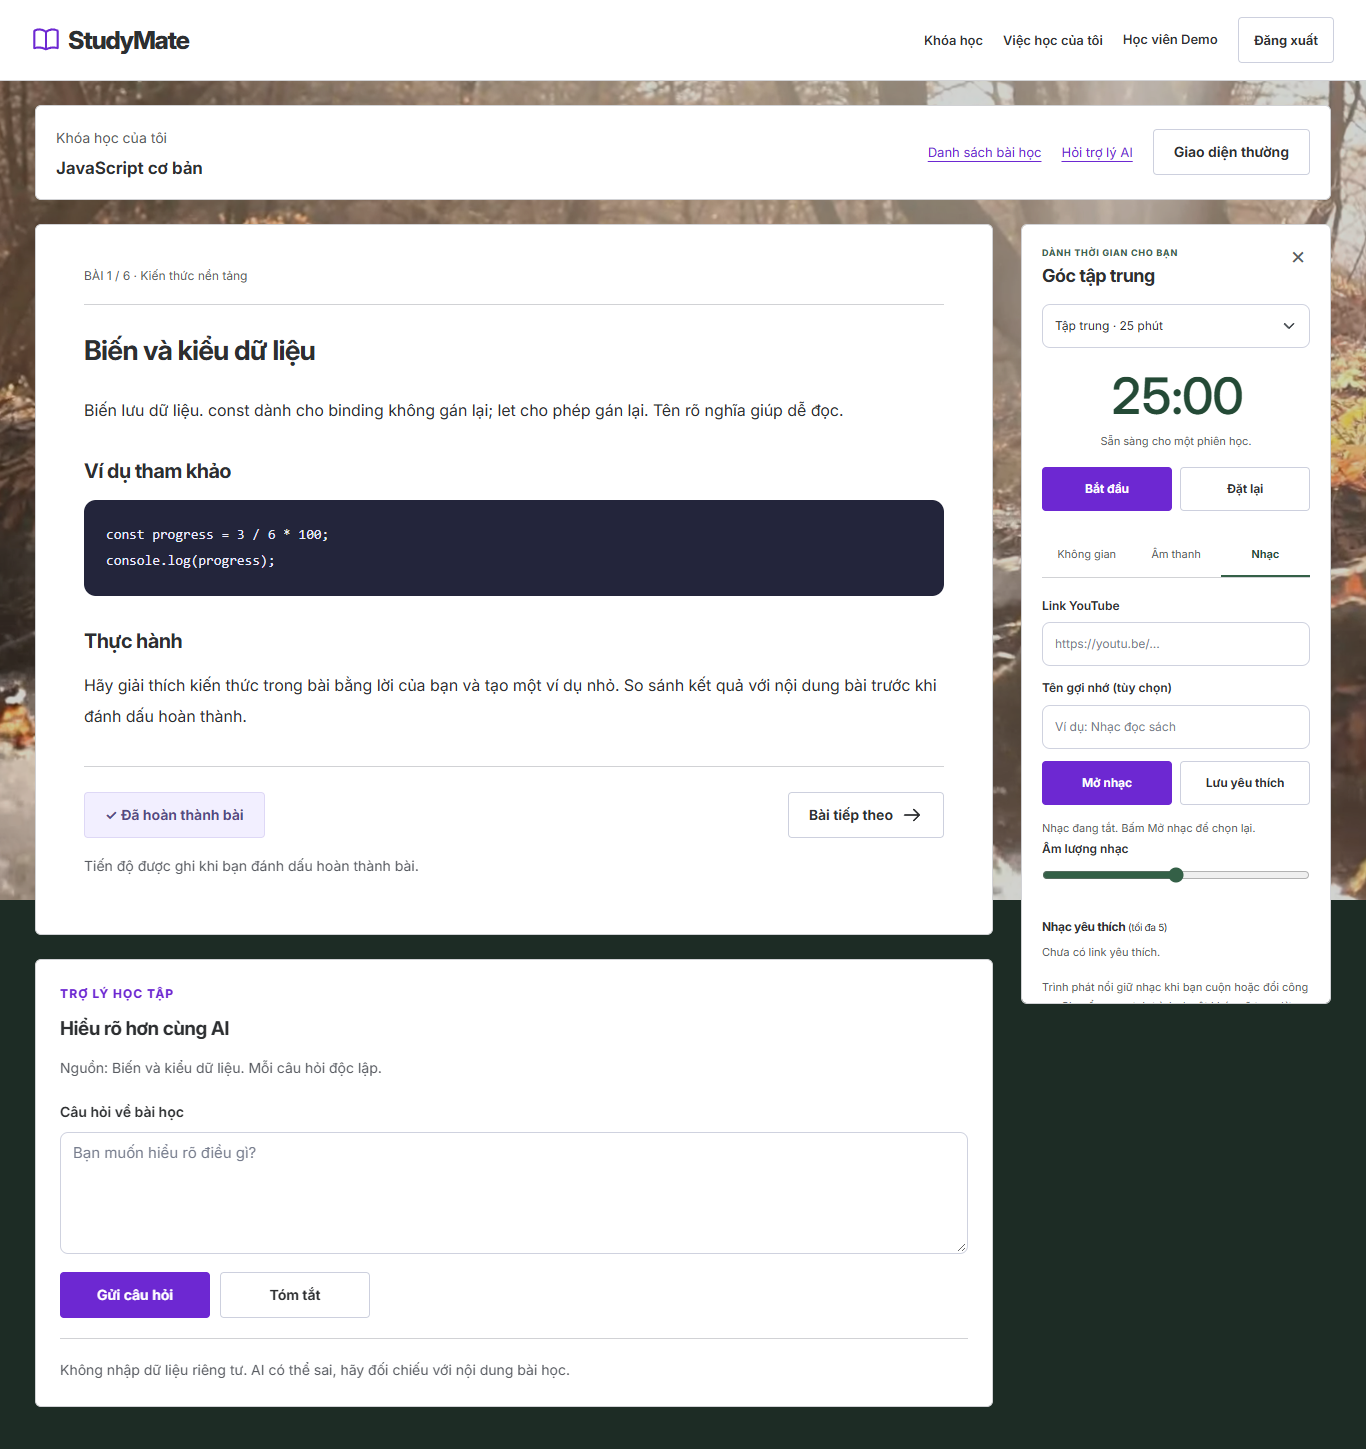 StudyMate
Khóa học
Việc học của tôi
Học viên Demo
Đăng xuất
Khóa học của tôi
JavaScript cơ bản
Danh sách bài học
Hỏi trợ lý AI
Giao diện thường
BÀI 1 / 6 · Kiến thức nền tảng
Biến và kiểu dữ liệu
Biến lưu dữ liệu. const dành cho binding không gán lại; let cho phép gán lại. Tên rõ nghĩa giúp dễ đọc.
Ví dụ tham khảo
const progress = 3 / 6 * 100;
console.log(progress);
Thực hành
Hãy giải thích kiến thức trong bài bằng lời của bạn và tạo một ví dụ nhỏ. So sánh kết quả với nội dung bài trước khi
đánh dấu hoàn thành.
✓ Đã hoàn thành bài
Bài tiếp theo →
Tiến độ được ghi khi bạn đánh dấu hoàn thành bài.
DÀNH THỜI GIAN CHO BẠN
Góc tập trung
Tập trung · 25 phút
25:00
Sẵn sàng cho một phiên học.
Bắt đầu
Đặt lại
Không gian
Âm thanh
Nhạc
Link YouTube
https://youtu.be/...
Tên gợi nhớ (tùy chọn)
Ví dụ: Nhạc đọc sách
Mở nhạc
Lưu yêu thích
Nhạc đang tắt. Bấm Mở nhạc để chọn lại.
Âm lượng nhạc
Nhạc yêu thích (tối đa 5)
Chưa có link yêu thích.
Trình phát nổi giữ nhạc khi bạn cuộn hoặc đổi công
TRỢ LÝ HỌC TẬP
Hiểu rõ hơn cùng AI
Nguồn: Biến và kiểu dữ liệu. Mỗi câu hỏi độc lập.
Câu hỏi về bài học
Bạn muốn hiểu rõ điều gì?
Gửi câu hỏi
Tóm tắt
Không nhập dữ liệu riêng tư. AI có thể sai, hãy đối chiếu với nội dung bài học.